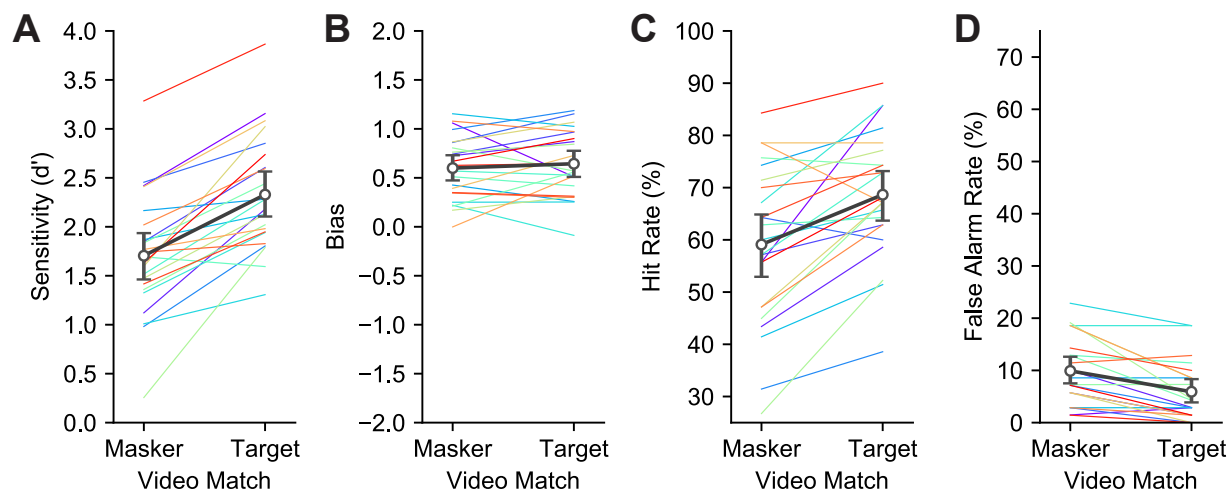 A
Sensitivity (d')
4.0
3.5
3.0
2.5
2.0
1.5
1.0
0.5
0.0
Masker Target
Video Match
B
Bias
2.0
1.5
1.0
0.5
0.0
−0.5
−1.0
−1.5
−2.0
Masker Target
Video Match
C
Hit Rate (%)
100
90
80
70
60
50
40
30
Masker Target
Video Match
D
False Alarm Rate (%)
70
60
50
40
30
20
10
0
Masker Target
Video Match